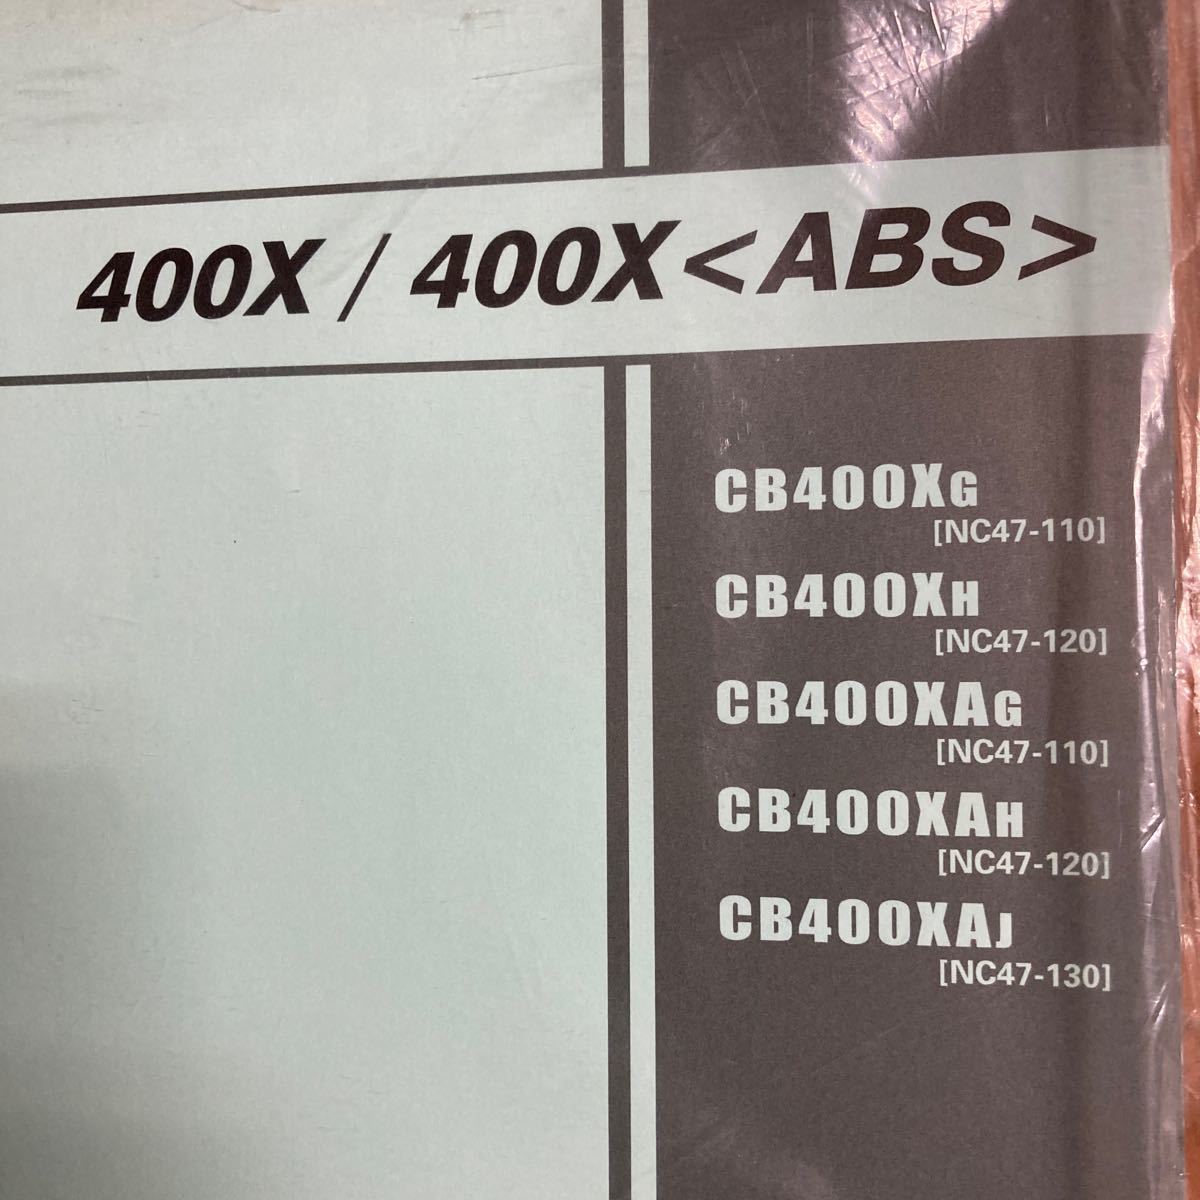 400X / 400X<ABS>
CB400XG
[NC47-110]
CB400XH
[NC47-120]
CB400XAG
[NC47-110]
CB400XAH
[NC47-120]
CB400XAJ
[NC47-130]